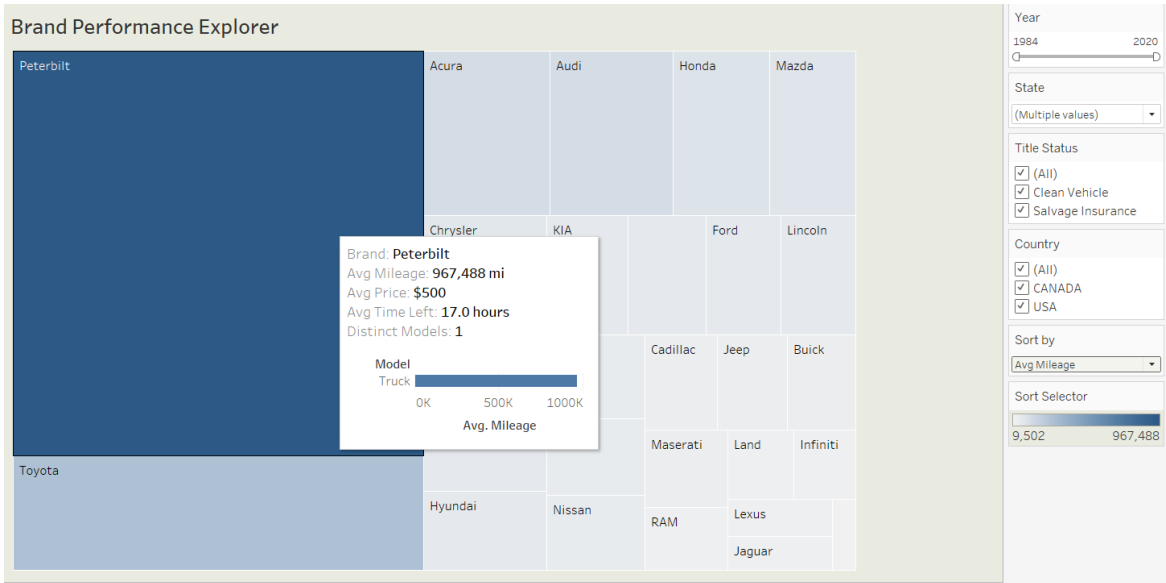 Brand Performance Explorer
Peterbilt
Acura
Audi
Honda
Mazda
Chrysler
KIA
Ford
Lincoln
Brand: Peterbilt
Avg Mileage: 967,488 mi
Avg Price: $500
Avg Time Left: 17.0 hours
Distinct Models: 1
Model
Truck
0K 500K 1000K
Avg. Mileage
Cadillac
Jeep
Buick
Maserati
Land
Infiniti
Toyota
Hyundai
Nissan
RAM
Lexus
Jaguar
Year
1984 2020
State
(Multiple values)
Title Status
(All)
Clean Vehicle
Salvage Insurance
Country
(All)
CANADA
USA
Sort by
Avg Mileage
Sort Selector
9,502 967,488